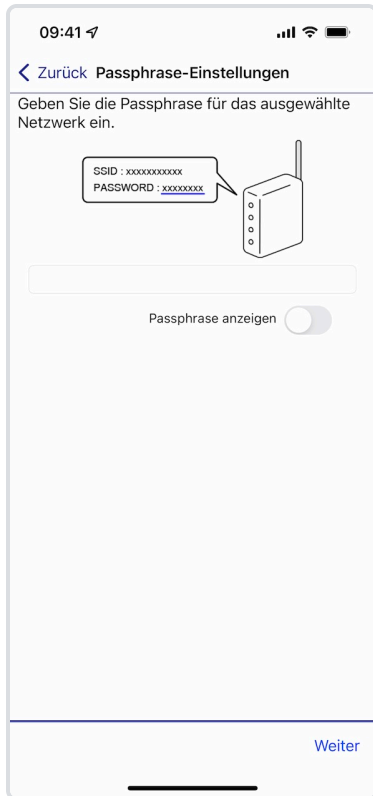 09:41
Zurück Passphrase-Einstellungen
Geben Sie die Passphrase für das ausgewählte
Netzwerk ein.
SSID : xxxxxxxxxxx
PASSWORD : xxxxxxxx
Passphrase anzeigen
Weiter